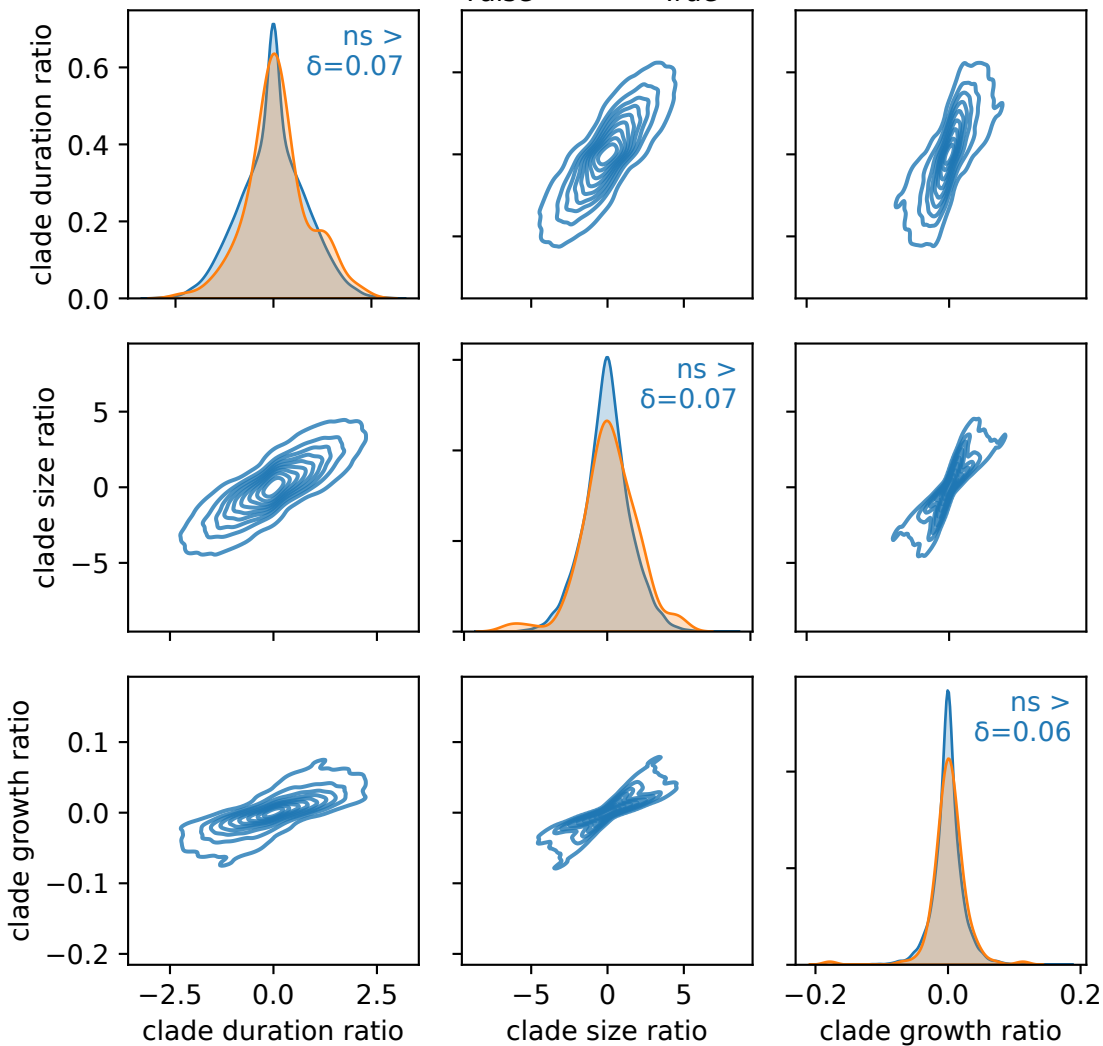 clade duration ratio
0.6
0.4
0.2
0.0
ns >
δ=0.07
clade size ratio
5
0
−5
ns >
δ=0.07
clade growth ratio
0.1
0.0
−0.1
−0.2
ns >
δ=0.06
−2.5 0.0 2.5
clade duration ratio
−5 0 5
clade size ratio
−0.2 0.0 0.2
clade growth ratio